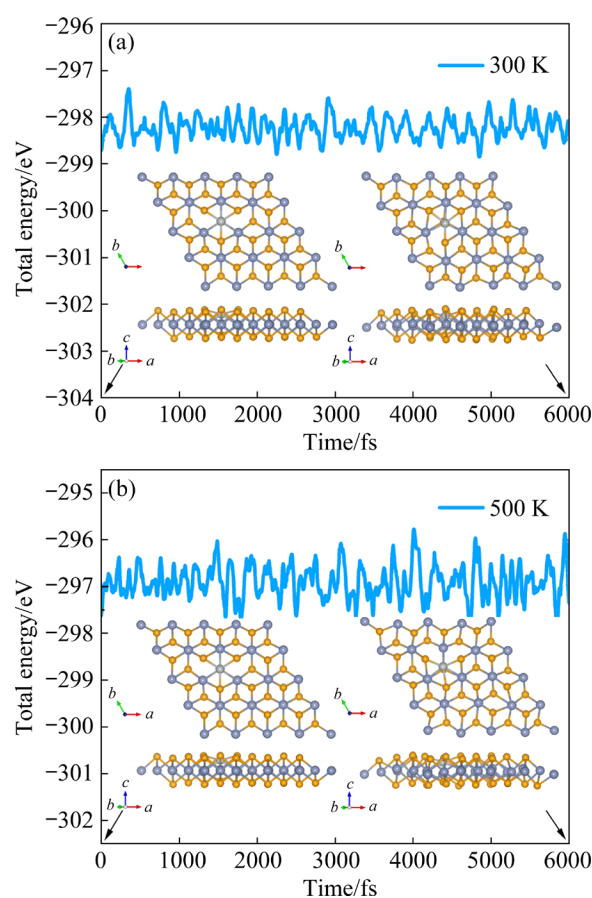 −296
(a)
300 K
−297
−298
−299
−300
−301
−302
−303
−304
Total energy/eV
b
b
c
b
a
c
b
a
0
1000
2000
3000
4000
5000
6000
Time/fs
(b)
−295
500 K
−296
−297
−298
−299
−300
−301
−302
Total energy/eV
b
a
b
a
c
b
a
c
b
a
0
1000
2000
3000
4000
5000
6000
Time/fs